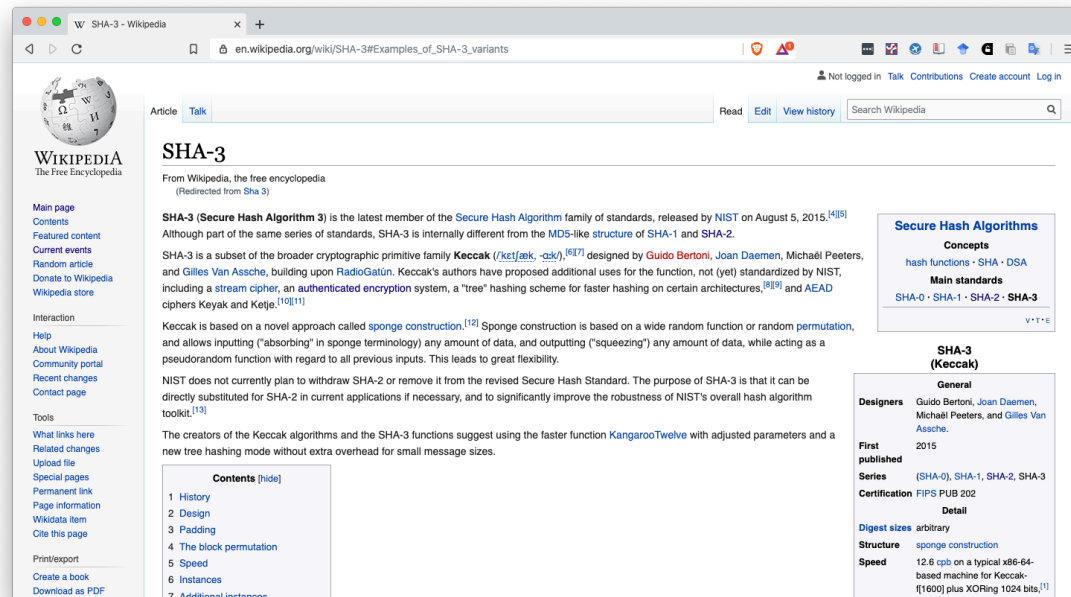 SHA-3 - Wikipedia
en.wikipedia.org/wiki/SHA-3#Examples_of_SHA-3_variants
Not logged in Talk Contributions Create account Log in
Article Talk
Read Edit View history Search Wikipedia
WIKIPEDIA
The Free Encyclopedia
Main page
Contents
Featured content
Current events
Random article
Donate to Wikipedia
Wikipedia store
Interaction
Help
About Wikipedia
Community portal
Recent changes
Contact page
Tools
What links here
Related changes
Upload file
Special pages
Permanent link
Page information
Wikidata item
Cite this page
Print/export
Create a book
Download as PDF
SHA-3
From Wikipedia, the free encyclopedia
(Redirected from Sha 3)
SHA-3 (Secure Hash Algorithm 3) is the latest member of the Secure Hash Algorithm family of standards, released by NIST on August 5, 2015.[4][5]
Although part of the same series of standards, SHA-3 is internally different from the MD5-like structure of SHA-1 and SHA-2.
SHA-3 is a subset of the broader cryptographic primitive family Keccak (/ˈkɛtʃæk, -ɑːk/),[6][7] designed by Guido Bertoni, Joan Daemen, Michaël Peeters,
and Gilles Van Assche, building upon RadioGatún. Keccak's authors have proposed additional uses for the function, not (yet) standardized by NIST,
including a stream cipher, an authenticated encryption system, a "tree" hashing scheme for faster hashing on certain architectures,[8][9] and AEAD
ciphers Keyak and Ketje.[10][11]
Keccak is based on a novel approach called sponge construction.[12] Sponge construction is based on a wide random function or random permutation,
and allows inputting ("absorbing" in sponge terminology) any amount of data, and outputting ("squeezing") any amount of data, while acting as a
pseudorandom function with regard to all previous inputs. This leads to great flexibility.
NIST does not currently plan to withdraw SHA-2 or remove it from the revised Secure Hash Standard. The purpose of SHA-3 is that it can be
directly substituted for SHA-2 in current applications if necessary, and to significantly improve the robustness of NIST's overall hash algorithm
toolkit.[13]
The creators of the Keccak algorithms and the SHA-3 functions suggest using the faster function KangarooTwelve with adjusted parameters and a
new tree hashing mode without extra overhead for small message sizes.
Contents [hide]
1 History
2 Design
3 Padding
4 The block permutation
5 Speed
6 Instances
7 Additional instances
Secure Hash Algorithms
Concepts
hash functions · SHA · DSA
Main standards
SHA-0 · SHA-1 · SHA-2 · SHA-3
V · T · E
SHA-3
(Keccak)
General
Designers Guido Bertoni, Joan Daemen,
Michaël Peeters, and Gilles Van
Assche.
First 2015
published
Series (SHA-0), SHA-1, SHA-2, SHA-3
Certification FIPS PUB 202
Detail
Digest sizes arbitrary
Structure sponge construction
Speed 12.6 cpb on a typical x86-64-
based machine for Keccak-
f[1600] plus XORing 1024 bits,[1]